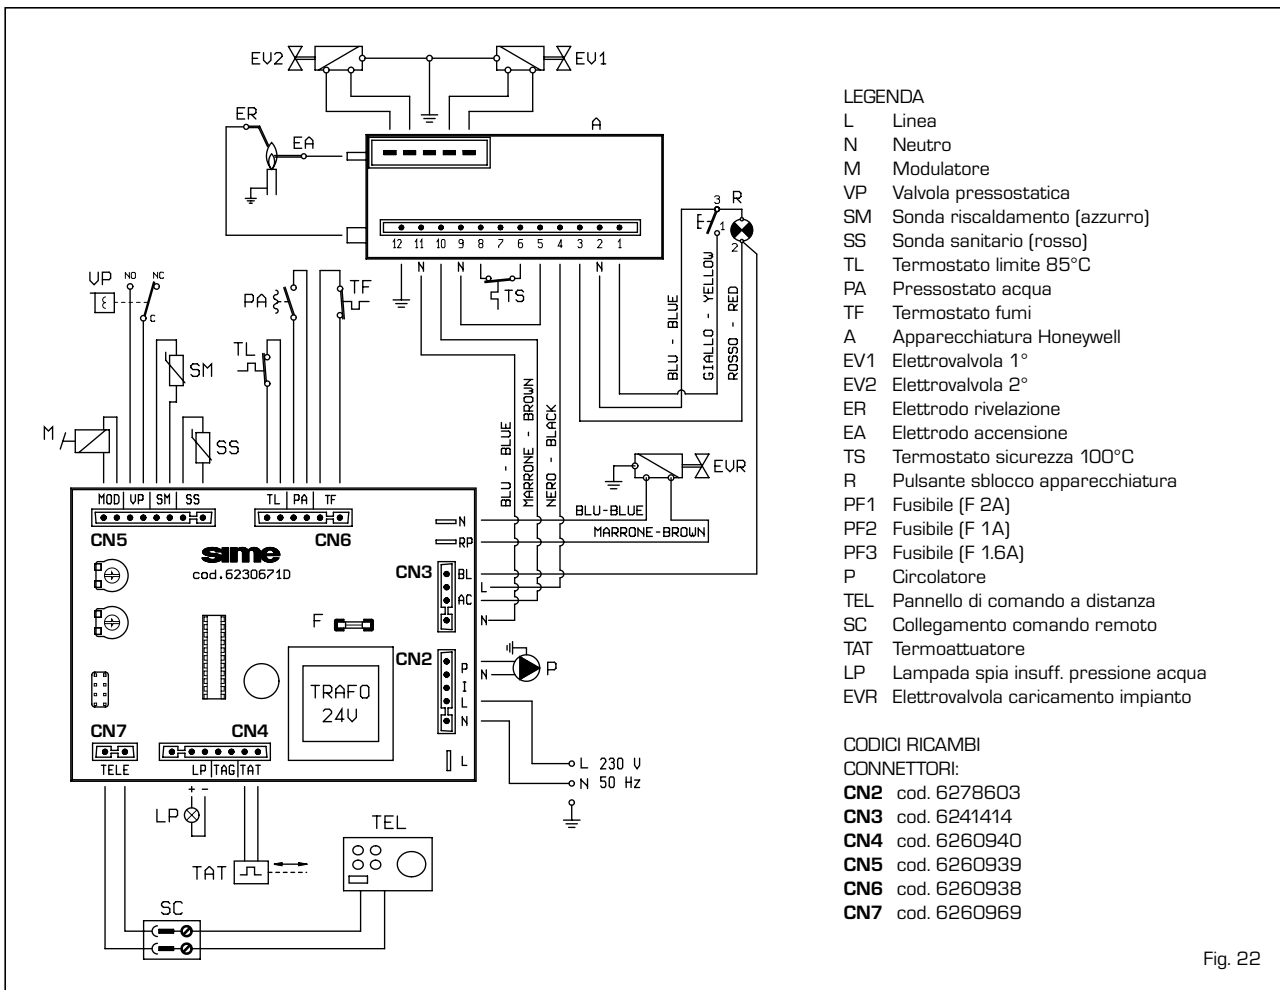 EV2
EV1
ER
EA
A
12 11 10 9 8 7 6 5 4 3 2 1
N
N
N
TS
3
R
1
2
BLU - BLUE
GIALLO - YELLOW
ROSSO - RED
VP
NO
NC
C
PA
TF
TL
SM
M
SS
BLU - BLUE
MARRONE - BROWN
NERO - BLACK
EVR
BLU-BLUE
MARRONE-BROWN
MOD VP SM SS
TL PA TF
CN5
CN6
sime
cod.6230671D
N
RP
CN3
BL
L
AC
N
F
CN2
P
N
I
L
N
P
TRAFO
24V
CN7
CN4
TELE
LP TAG TAT
L
L 230 V
N 50 Hz
+ -
LP
TAT
TEL
SC
LEGENDA
L Linea
N Neutro
M Modulatore
VP Valvola pressostatica
SM Sonda riscaldamento (azzurro)
SS Sonda sanitario (rosso)
TL Termostato limite 85°C
PA Pressostato acqua
TF Termostato fumi
A Apparecchiatura Honeywell
EV1 Elettrovalvola 1°
EV2 Elettrovalvola 2°
ER Elettrodo rivelazione
EA Elettrodo accensione
TS Termostato sicurezza 100°C
R Pulsante sblocco apparecchiatura
PF1 Fusibile (F 2A)
PF2 Fusibile (F 1A)
PF3 Fusibile (F 1.6A)
P Circolatore
TEL Pannello di comando a distanza
SC Collegamento comando remoto
TAT Termoattuatore
LP Lampada spia insuff. pressione acqua
EVR Elettrovalvola caricamento impianto
CODICI RICAMBI
CONNETTORI:
CN2 cod. 6278603
CN3 cod. 6241414
CN4 cod. 6260940
CN5 cod. 6260939
CN6 cod. 6260938
CN7 cod. 6260969
Fig. 22